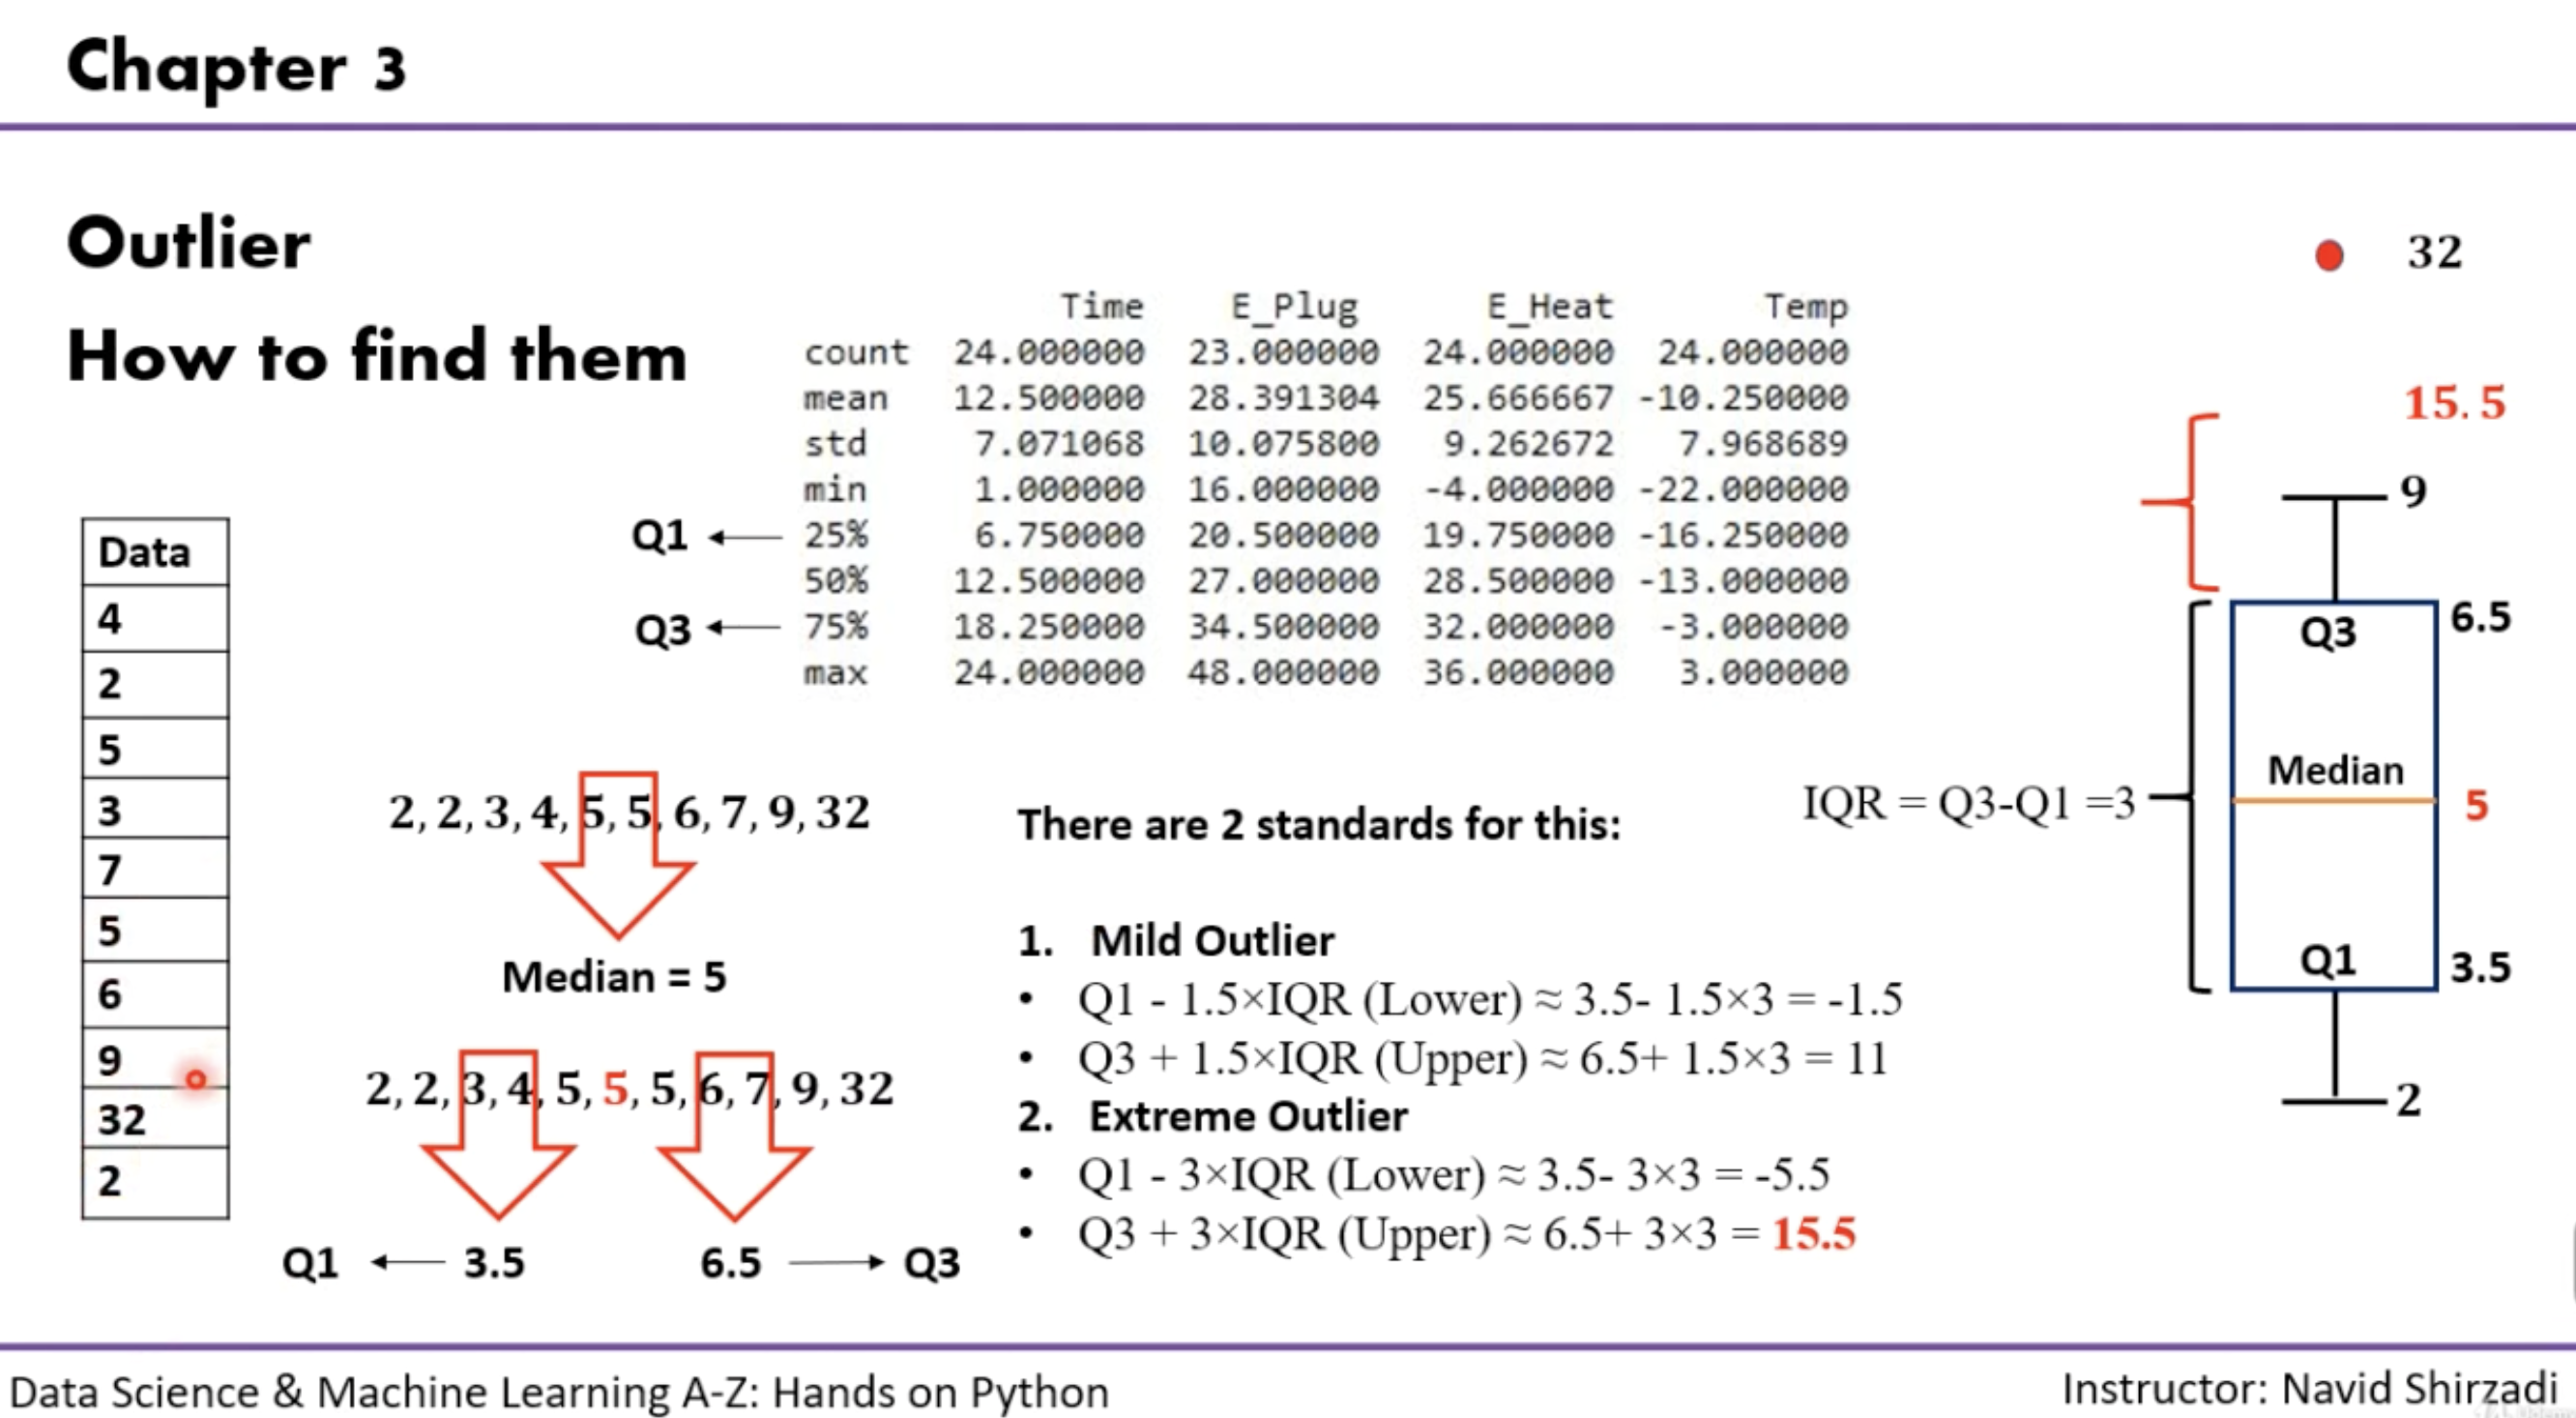 Chapter 3
Outlier
How to find them
Data
4
2
5
3
7
5
6
9
32
2
Time E_Plug E_Heat Temp
count 24.000000 23.000000 24.000000 24.000000
mean 12.500000 28.391304 25.666667 -10.250000
std 7.071068 10.075800 9.262672 7.968689
min 1.000000 16.000000 -4.000000 -22.000000
Q1 25% 6.750000 20.500000 19.750000 -16.250000
50% 12.500000 27.000000 28.500000 -13.000000
Q3 75% 18.250000 34.500000 32.000000 -3.000000
max 24.000000 48.000000 36.000000 3.000000
2, 2, 3, 4, 5, 5, 6, 7, 9, 32
Median = 5
2, 2, 3, 4, 5, 5, 5, 6, 7, 9, 32
Q1 3.5 6.5 Q3
There are 2 standards for this:
1. Mild Outlier
• Q1 - 1.5×IQR (Lower) ≈ 3.5- 1.5×3 = -1.5
• Q3 + 1.5×IQR (Upper) ≈ 6.5+ 1.5×3 = 11
2. Extreme Outlier
• Q1 - 3×IQR (Lower) ≈ 3.5- 3×3 = -5.5
• Q3 + 3×IQR (Upper) ≈ 6.5+ 3×3 = 15.5
32
15.5
9
Q3 6.5
Median
IQR = Q3-Q1 =3
5
Q1 3.5
2
Data Science & Machine Learning A-Z: Hands on Python
Instructor: Navid Shirzadi